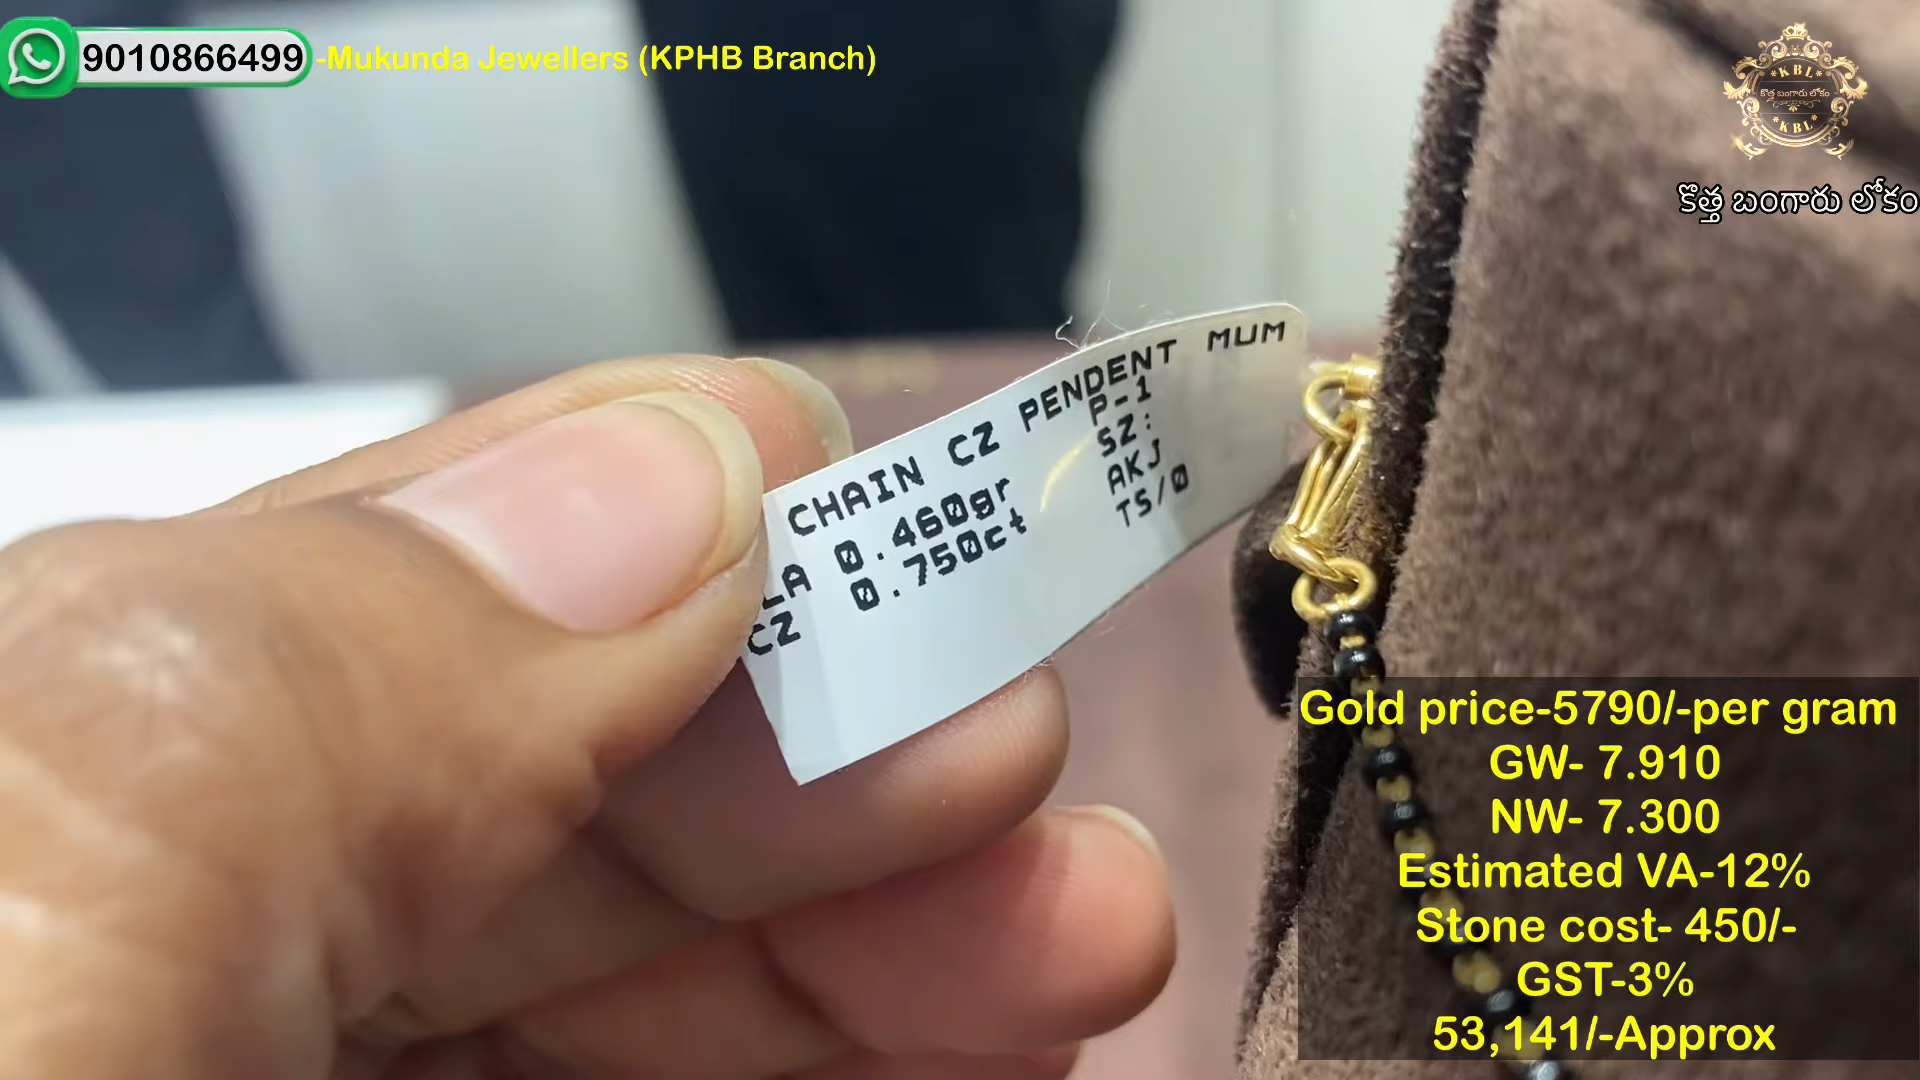 9010866499 -Mukunda Jewellers (KPHB Branch)
*KBL*
కొత్త బంగారు లోకం
*KBL*
కొత్త బంగారు లోకం
CHAIN CZ PENDENT MUM
P-1
LA 0.460gr SZ:
CZ 0.750ct AKJ
TS/0
Gold price-5790/-per gram
GW- 7.910
NW- 7.300
Estimated VA-12%
Stone cost- 450/-
GST-3%
53,141/-Approx